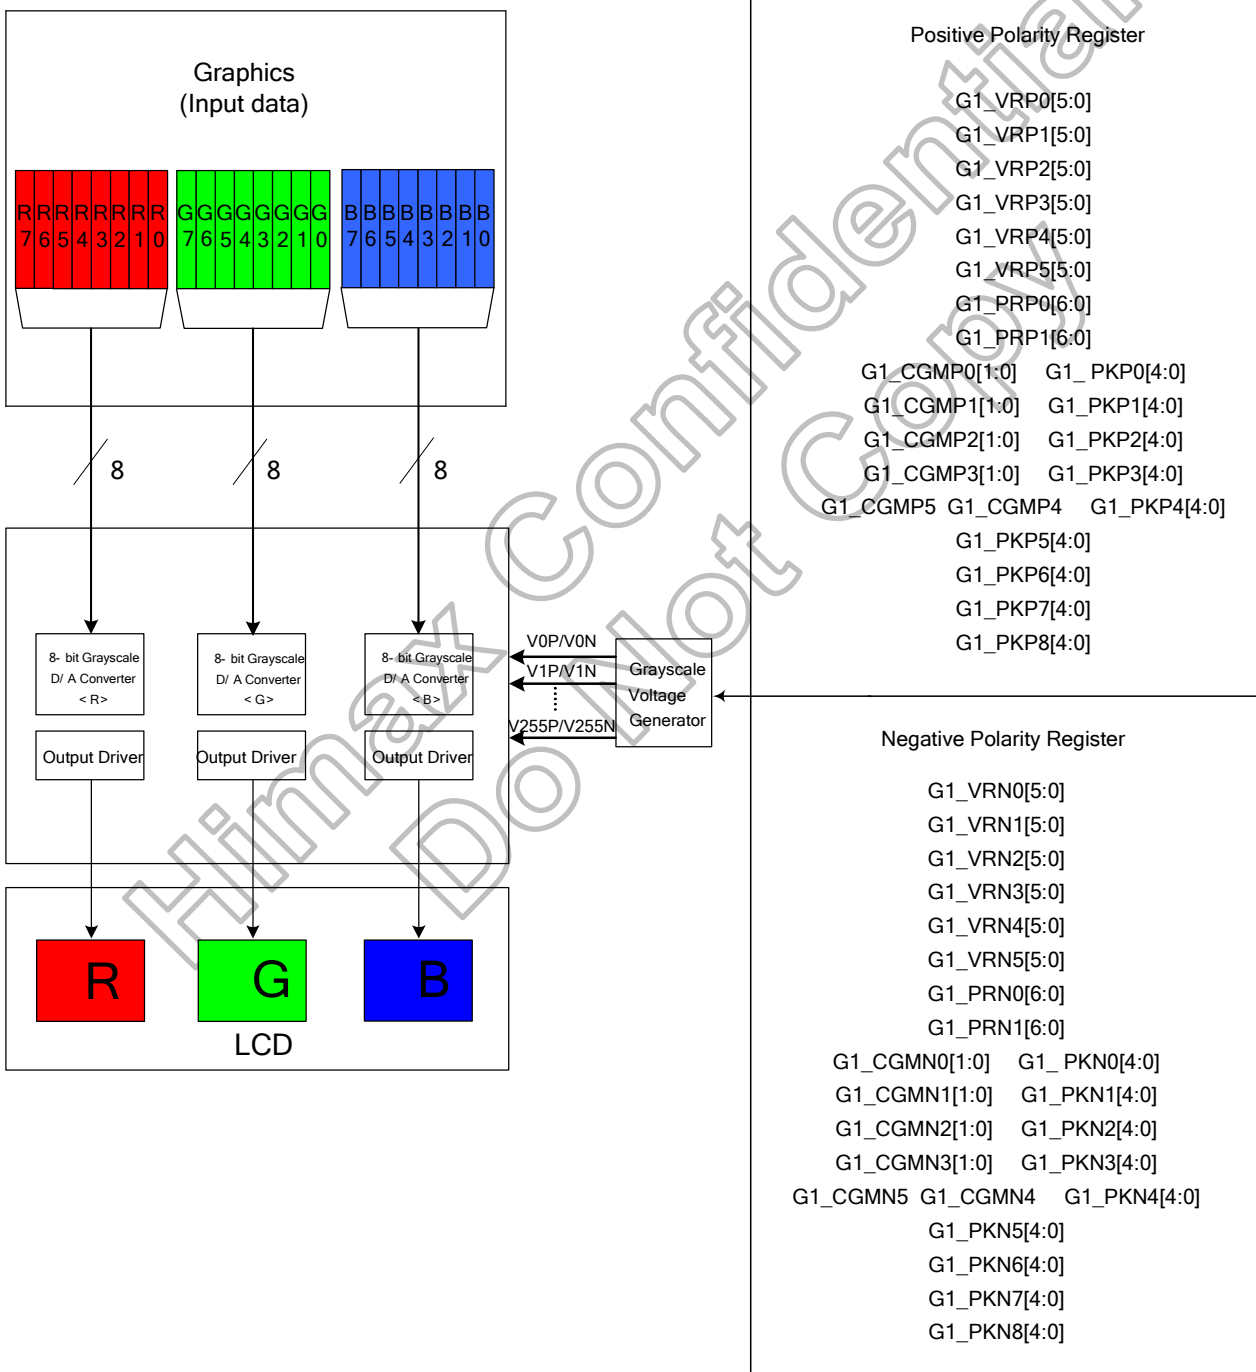 Graphics
(Input data)
R R R R R R R R
7 6 5 4 3 2 1 0
G G G G G G G G
7 6 5 4 3 2 1 0
B B B B B B B B
7 6 5 4 3 2 1 0
8
8
8
8- bit Grayscale
D/ A Converter
< R>
8- bit Grayscale
D/ A Converter
< G>
8- bit Grayscale
D/ A Converter
< B>
Output Driver
Output Driver
Output Driver
V0P/V0N
V1P/V1N
V255P/V255N
Grayscale
Voltage
Generator
R
G
B
LCD
Positive Polarity Register
G1_VRP0[5:0]
G1_VRP1[5:0]
G1_VRP2[5:0]
G1_VRP3[5:0]
G1_VRP4[5:0]
G1_VRP5[5:0]
G1_PRP0[6:0]
G1_PRP1[6:0]
G1_CGMP0[1:0] G1_ PKP0[4:0]
G1_CGMP1[1:0] G1_PKP1[4:0]
G1_CGMP2[1:0] G1_PKP2[4:0]
G1_CGMP3[1:0] G1_PKP3[4:0]
G1_CGMP5 G1_CGMP4 G1_PKP4[4:0]
G1_PKP5[4:0]
G1_PKP6[4:0]
G1_PKP7[4:0]
G1_PKP8[4:0]
Negative Polarity Register
G1_VRN0[5:0]
G1_VRN1[5:0]
G1_VRN2[5:0]
G1_VRN3[5:0]
G1_VRN4[5:0]
G1_VRN5[5:0]
G1_PRN0[6:0]
G1_PRN1[6:0]
G1_CGMN0[1:0] G1_ PKN0[4:0]
G1_CGMN1[1:0] G1_PKN1[4:0]
G1_CGMN2[1:0] G1_PKN2[4:0]
G1_CGMN3[1:0] G1_PKN3[4:0]
G1_CGMN5 G1_CGMN4 G1_PKN4[4:0]
G1_PKN5[4:0]
G1_PKN6[4:0]
G1_PKN7[4:0]
G1_PKN8[4:0]
Himax Confidential
Do Not Copy